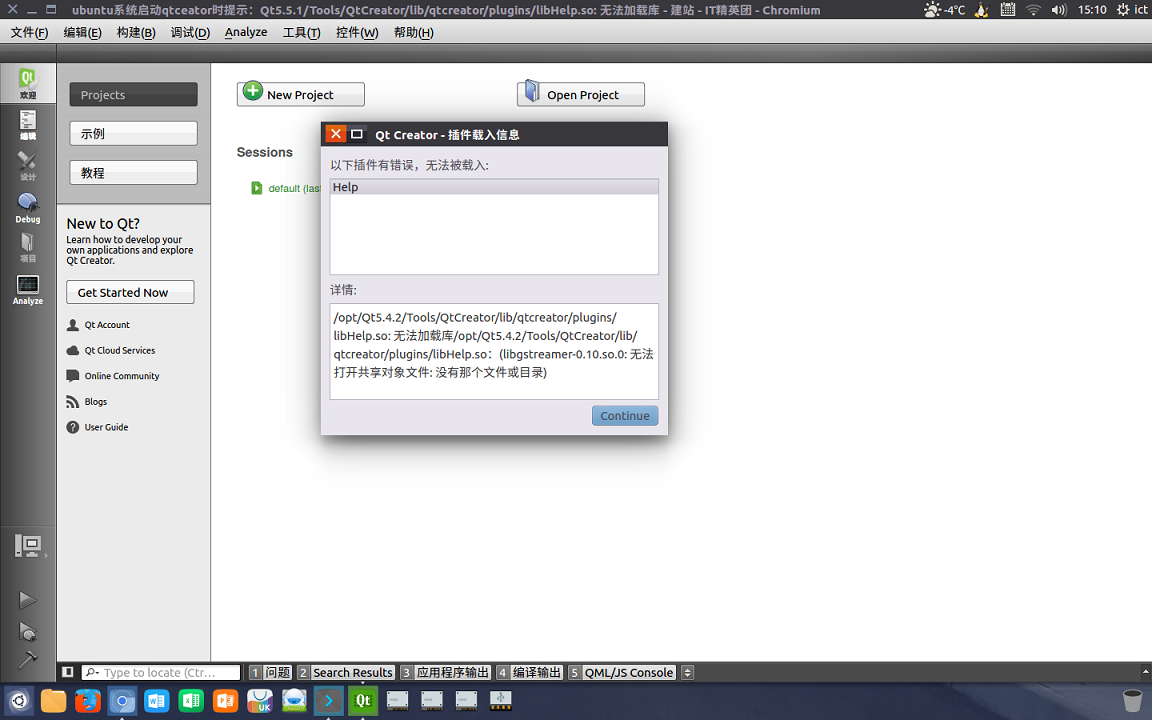 ubuntu系统启动qtceator时提示：Qt5.5.1/Tools/QtCreator/lib/qtcreator/plugins/libHelp.so: 无法加载库 - 建站 - IT精英团 - Chromium
-4℃
15:10
ict
文件(F) 编辑(E) 构建(B) 调试(D) Analyze 工具(T) 控件(W) 帮助(H)
Qt
欢迎
编辑
设计
Debug
项目
Analyze
Projects
示例
教程
New to Qt?
Learn how to develop your
own applications and explore
Qt Creator.
Get Started Now
Qt Account
Qt Cloud Services
Online Community
Blogs
User Guide
New Project
Open Project
Sessions
default (las
Qt Creator - 插件载入信息
以下插件有错误，无法被载入:
Help
详情:
/opt/Qt5.4.2/Tools/QtCreator/lib/qtcreator/plugins/
libHelp.so: 无法加载库/opt/Qt5.4.2/Tools/QtCreator/lib/
qtcreator/plugins/libHelp.so：(libgstreamer-0.10.so.0: 无法
打开共享对象文件: 没有那个文件或目录)
Continue
Type to locate (Ctr...
1 问题 2 Search Results 3 应用程序输出 4 编译输出 5 QML/JS Console
UK
Qt